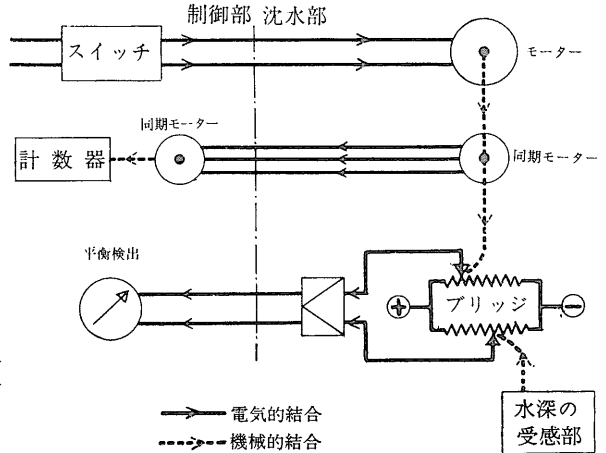 制御部 沈水部
スイッチ
モーター
同期モーター
計数器
同期モーター
平衡検出
ブリッジ
水深の
受感部
電気的結合
機械的結合